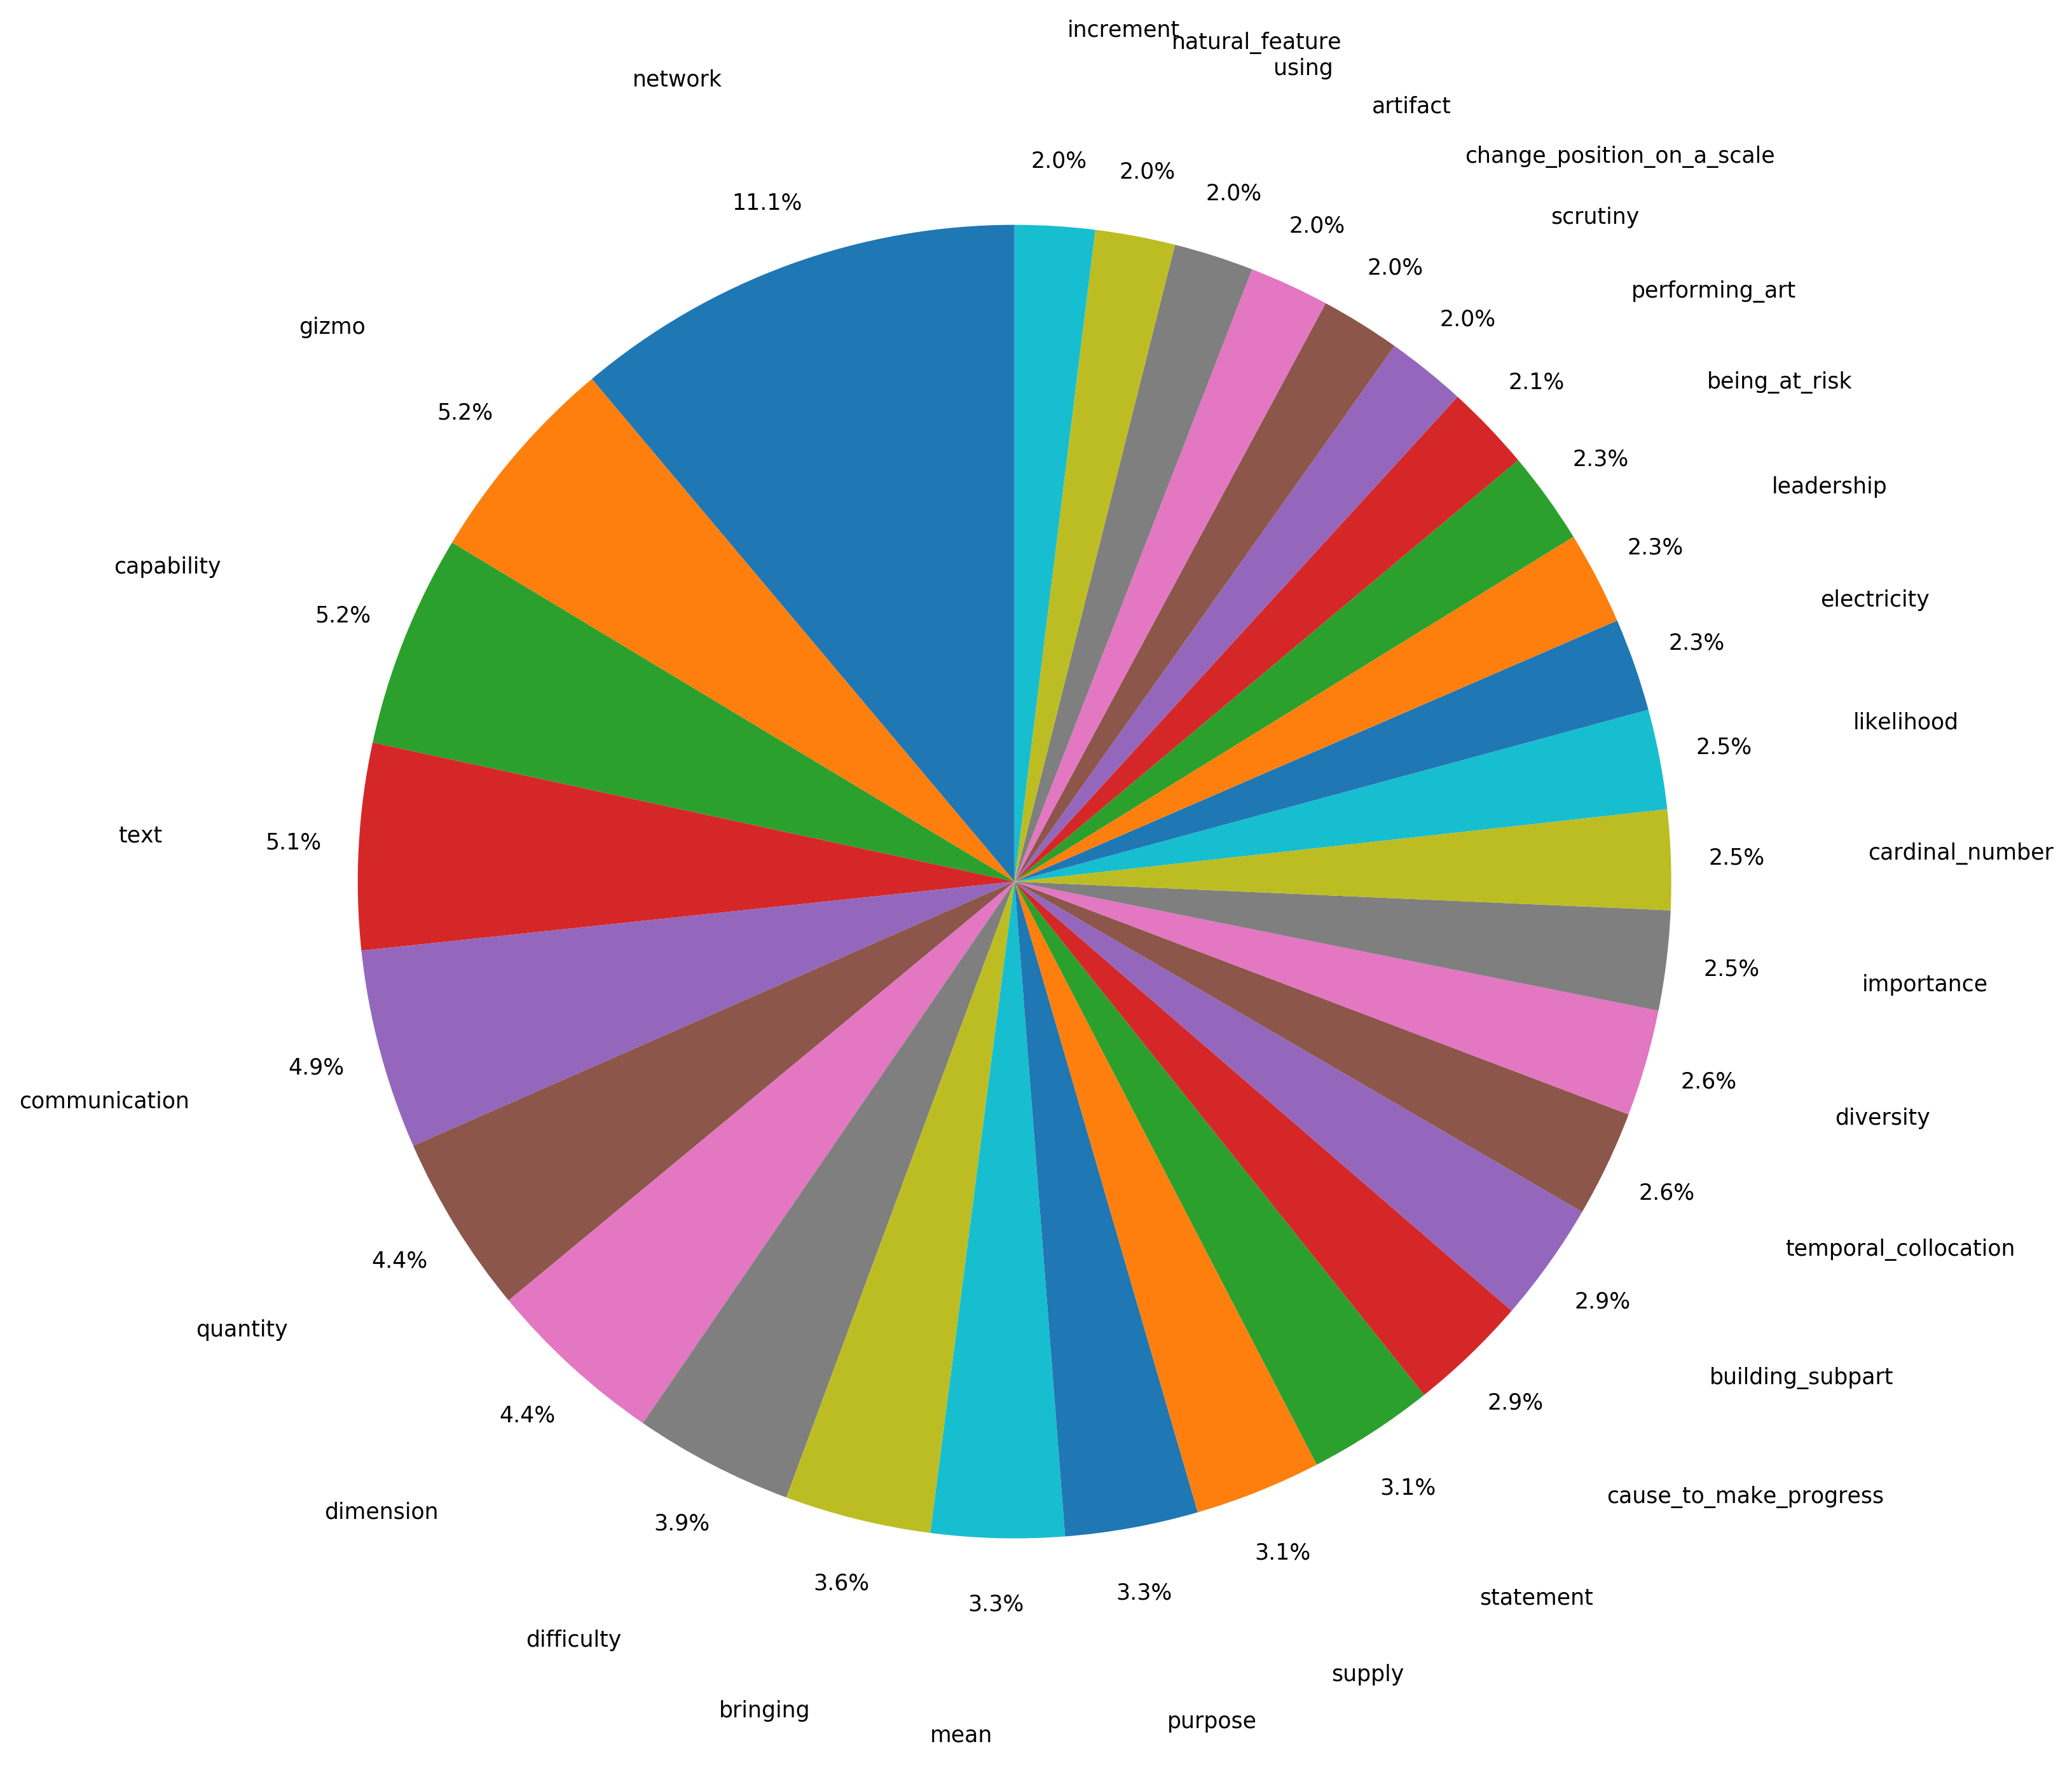 increment
natural_feature
using
network
artifact
change_position_on_a_scale
2.0%
2.0%
2.0%
11.1%
scrutiny
2.0%
2.0%
performing_art
2.0%
gizmo
being_at_risk
2.1%
5.2%
2.3%
leadership
2.3%
capability
electricity
5.2%
2.3%
likelihood
2.5%
text
5.1%
cardinal_number
2.5%
2.5%
importance
4.9%
2.6%
communication
diversity
2.6%
temporal_collocation
4.4%
2.9%
quantity
building_subpart
2.9%
4.4%
3.1%
cause_to_make_progress
dimension
3.9%
3.1%
3.6%
3.3%
3.3%
statement
difficulty
supply
bringing
purpose
mean